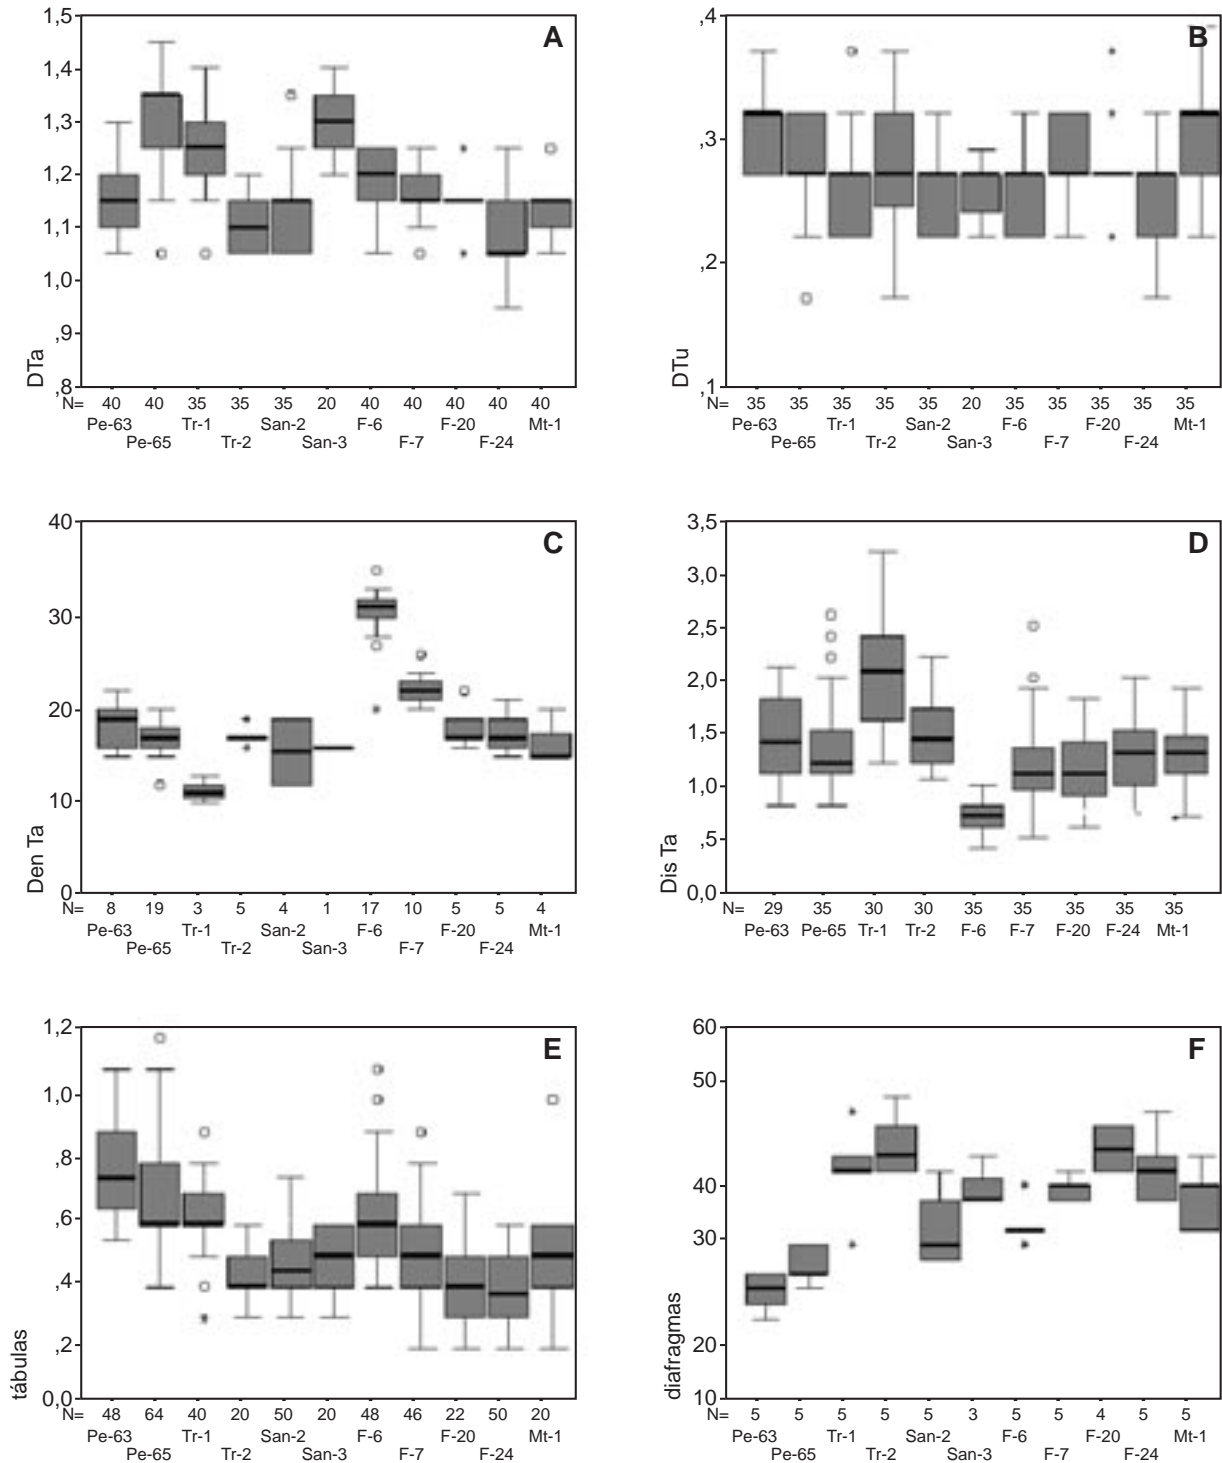 A
1,5
1,4
1,3
1,2
1,1
1,0
,9
,8
DTa
N= 40 40 35 35 35 20 40 40 40 40 40
Pe-63 Tr-1 San-2 F-6 F-20 Mt-1
Pe-65 Tr-2 San-3 F-7 F-24
B
,4
,3
,2
,1
DTu
N= 35 35 35 35 35 20 35 35 35 35 35
Pe-63 Tr-1 San-2 F-6 F-20 Mt-1
Pe-65 Tr-2 San-3 F-7 F-24
C
40
30
20
10
0
Den Ta
N= 8 19 3 5 4 1 17 10 5 5 4
Pe-63 Tr-1 San-2 F-6 F-20 Mt-1
Pe-65 Tr-2 San-3 F-7 F-24
D
3,5
3,0
2,5
2,0
1,5
1,0
,5
0,0
Dis Ta
N= 29 35 30 30 35 35 35 35 35
Pe-63 Pe-65 Tr-1 Tr-2 F-6 F-7 F-20 F-24 Mt-1
E
1,2
1,0
,8
,6
,4
,2
0,0
tábulas
N= 48 64 40 20 50 20 48 46 22 50 20
Pe-63 Tr-1 San-2 F-6 F-20 Mt-1
Pe-65 Tr-2 San-3 F-7 F-24
F
60
50
40
30
20
10
diafragmas
N= 5 5 5 5 5 3 5 5 4 5 5
Pe-63 Tr-1 San-2 F-6 F-20 Mt-1
Pe-65 Tr-2 San-3 F-7 F-24